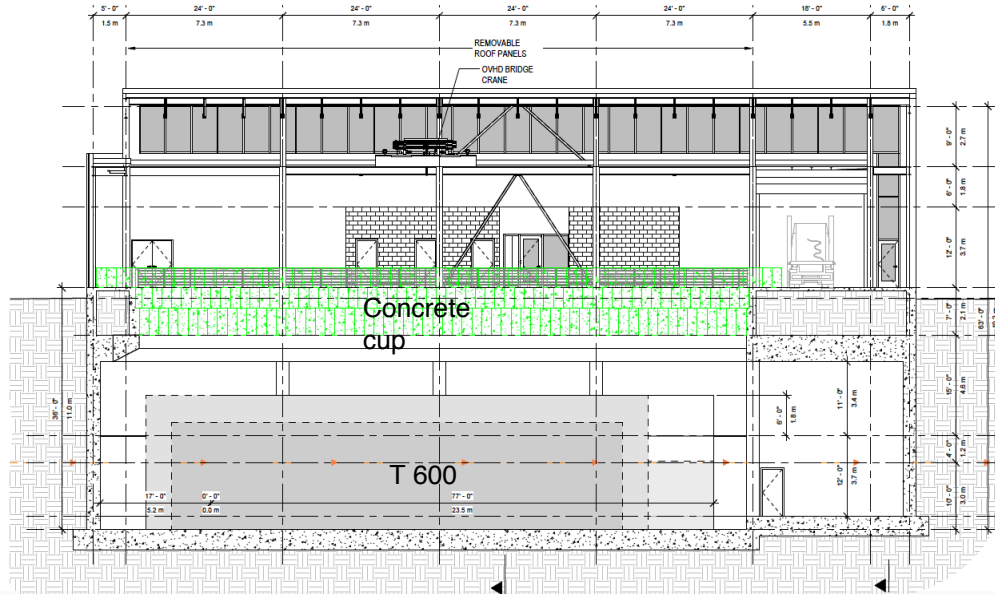 5' - 0"
24' - 0"
24' - 0"
24' - 0"
24' - 0"
18' - 0"
6' - 0"
1.5 m
7.3 m
7.3 m
7.3 m
7.3 m
5.5 m
1.8 m
REMOVABLE
ROOF PANELS
OVHD BRIDGE
CRANE
9' - 0"
2.7 m
6' - 0"
1.8 m
12' - 0"
3.7 m
Concrete
cup
7' - 0"
2.1 m
63' - 0"
36' - 0"
11.0 m
15' - 0"
4.6 m
11' - 0"
3.4 m
6' - 0"
1.8 m
4' - 0"
1.2 m
T 600
12' - 0"
3.7 m
10' - 0"
3.0 m
17' - 0"
0' - 0"
77' - 0"
5.2 m
0.0 m
23.5 m